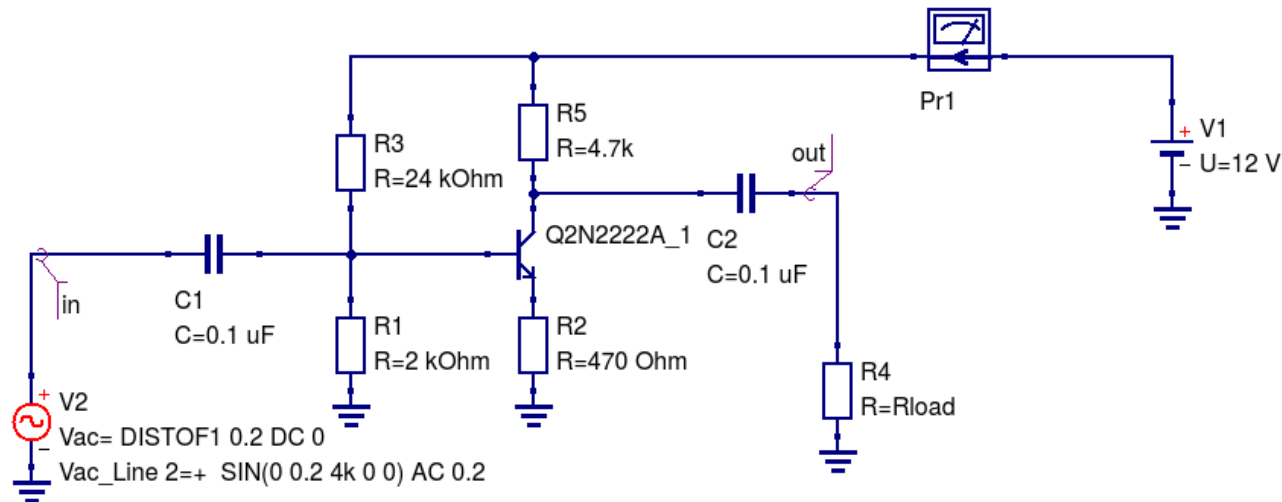 Pr1
V1
U=12 V
R5
R=4.7k
R3
R=24 kOhm
out
Q2N2222A_1
C2
C=0.1 uF
in
C1
C=0.1 uF
R1
R=2 kOhm
R2
R=470 Ohm
R4
R=Rload
V2
Vac= DISTOF1 0.2 DC 0
Vac_Line 2=+  SIN(0 0.2 4k 0 0) AC 0.2